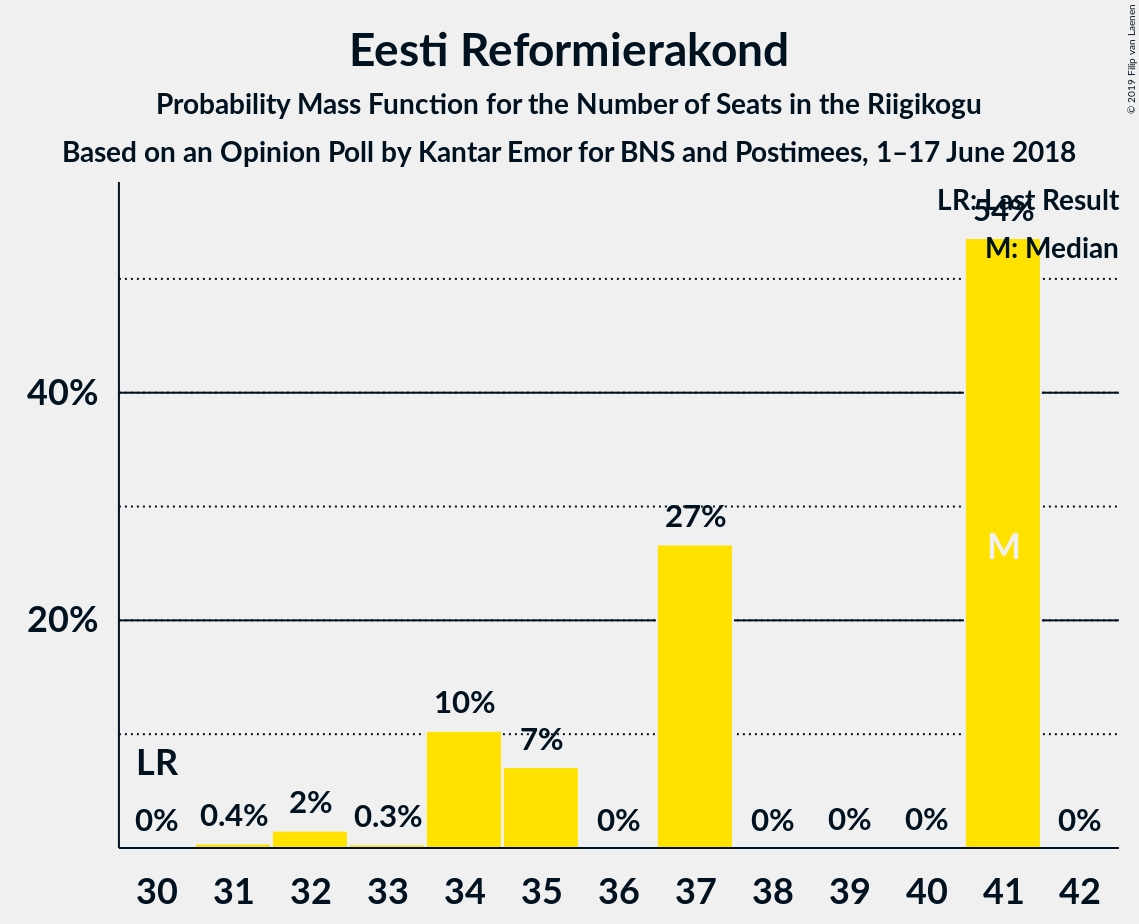 Eesti Reformierakond
Probability Mass Function for the Number of Seats in the Riigikogu
Based on an Opinion Poll by Kantar Emor for BNS and Postimees, 1–17 June 2018
© 2019 Filip van Laenen
LR: Last Result
M: Median
54%
40%
27%
M
20%
10%
7%
LR
0%
0.4%
2%
0.3%
0%
0%
0%
0%
0%
30 31 32 33 34 35 36 37 38 39 40 41 42